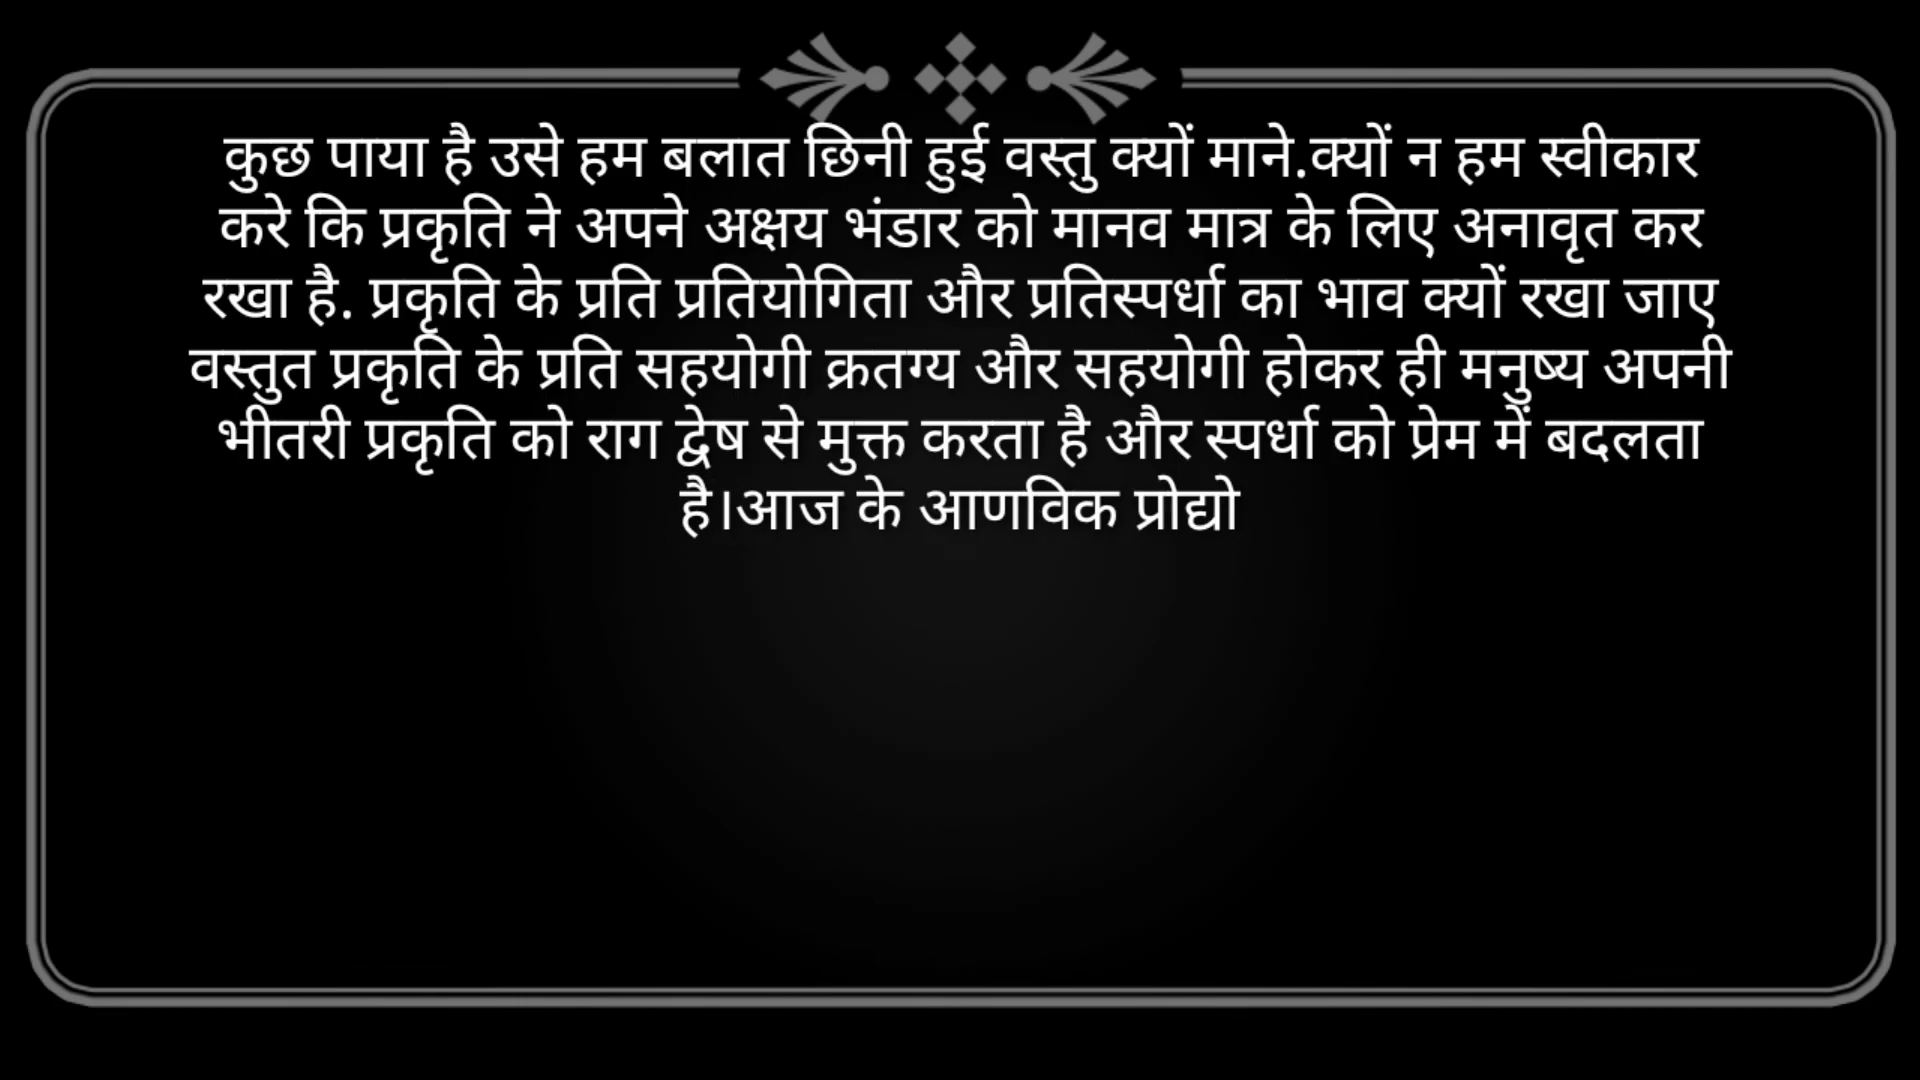 कुछ पाया है उसे हम बलात छिनी हुई वस्तु क्यों माने.क्यों न हम स्वीकार
करे कि प्रकृति ने अपने अक्षय भंडार को मानव मात्र के लिए अनावृत कर
रखा है. प्रकृति के प्रति प्रतियोगिता और प्रतिस्पर्धा का भाव क्यों रखा जाए
वस्तुत प्रकृति के प्रति सहयोगी क्रतग्य और सहयोगी होकर ही मनुष्य अपनी
भीतरी प्रकृति को राग द्वेष से मुक्त करता है और स्पर्धा को प्रेम में बदलता
है।आज के आणविक प्रोद्यो